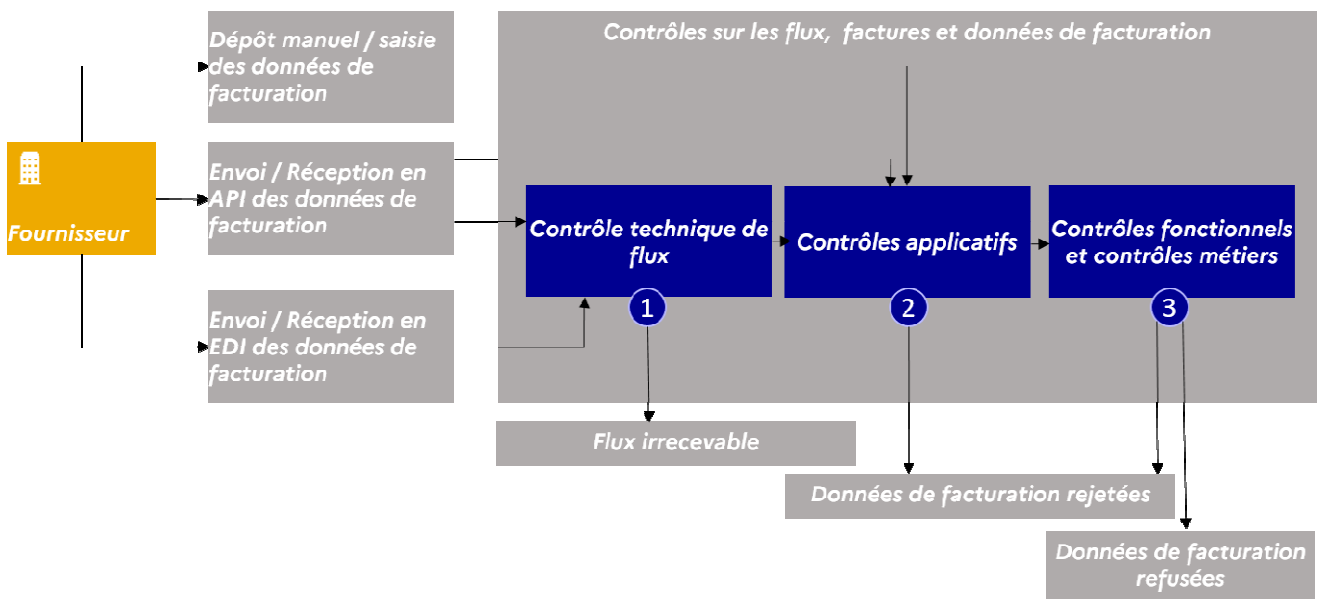 Dépôt manuel / saisie
des données de
facturation
Contrôles sur les flux, factures et données de facturation
Fournisseur
Envoi / Réception en
API des données de
facturation
Contrôle technique de
flux
Contrôles applicatifs
Contrôles fonctionnels
et contrôles métiers
1
2
3
Envoi / Réception en
EDI des données de
facturation
Flux irrecevable
Données de facturation rejetées
Données de facturation
refusées